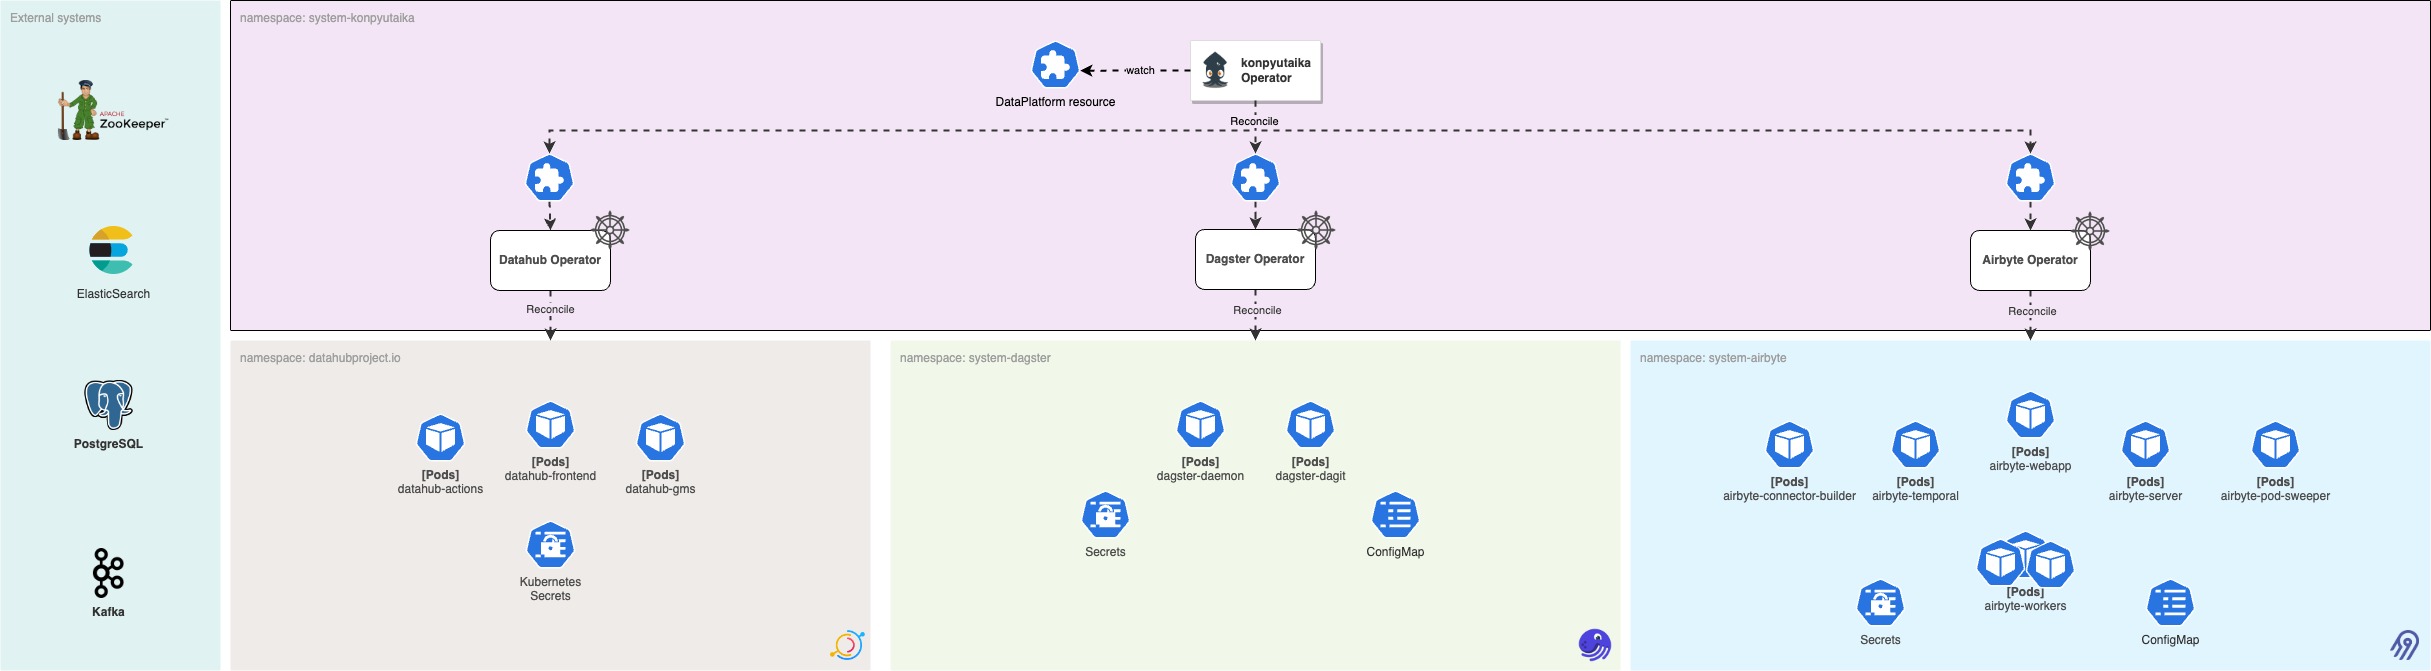 External systems
APACHE
ZooKeeper™
ElasticSearch
PostgreSQL
Kafka
namespace: system-konpyutaika
DataPlatform resource
watch
konpyutaika
Operator
Reconcile
Datahub Operator
Dagster Operator
Airbyte Operator
Reconcile
Reconcile
Reconcile
namespace: datahubproject.io
[Pods]
datahub-actions
[Pods]
datahub-frontend
[Pods]
datahub-gms
Kubernetes
Secrets
namespace: system-dagster
[Pods]
dagster-daemon
[Pods]
dagster-dagit
Secrets
ConfigMap
namespace: system-airbyte
[Pods]
airbyte-connector-builder
[Pods]
airbyte-temporal
[Pods]
airbyte-webapp
[Pods]
airbyte-server
[Pods]
airbyte-pod-sweeper
[Pods]
airbyte-workers
Secrets
ConfigMap